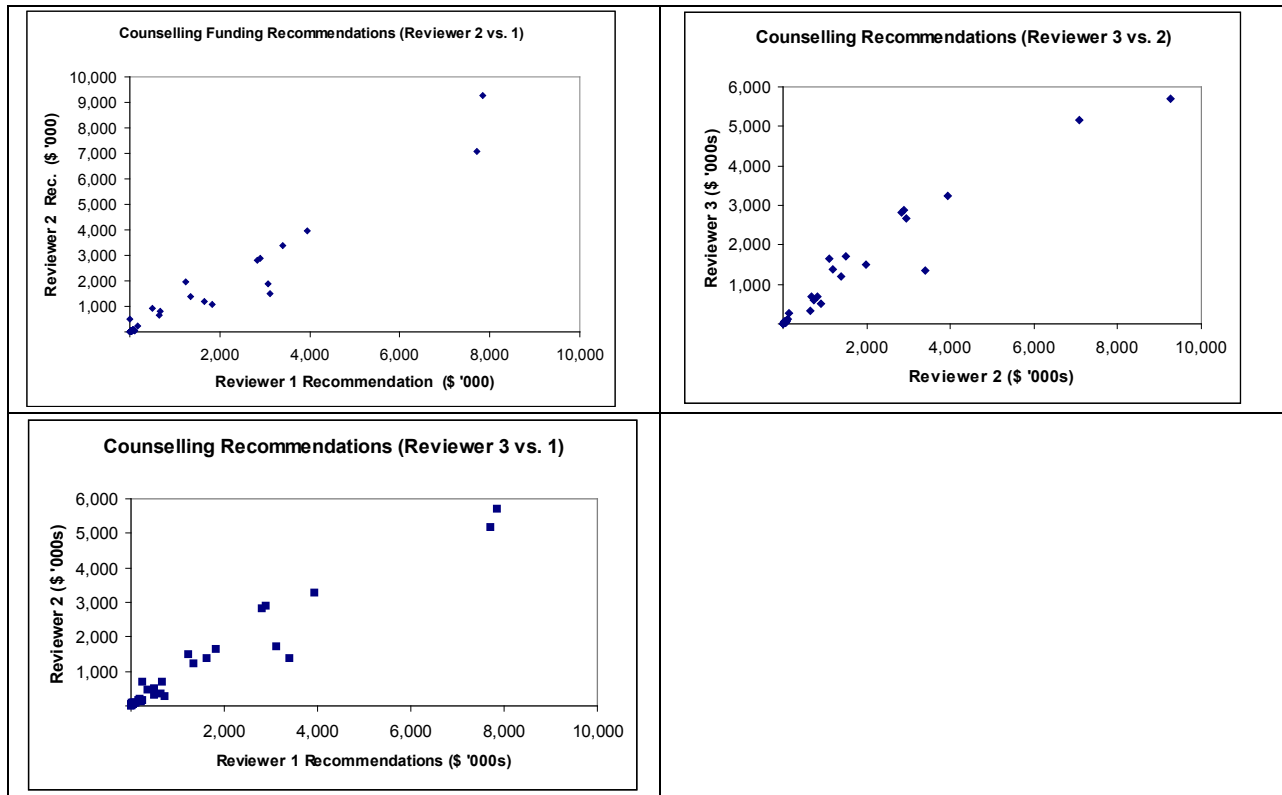 Counselling Funding Recommendations (Reviewer 2 vs. 1)
10,000
9,000
8,000
7,000
6,000
5,000
4,000
3,000
2,000
1,000
2,000 4,000 6,000 8,000 10,000
Reviewer 2 Rec. ($ '000)
Reviewer 1 Recommendation ($ '000)
Counselling Recommendations (Reviewer 3 vs. 2)
6,000
5,000
4,000
3,000
2,000
1,000
2,000 4,000 6,000 8,000 10,000
Reviewer 3 ($ '000s)
Reviewer 2 ($ '000s)
Counselling Recommendations (Reviewer 3 vs. 1)
6,000
5,000
4,000
3,000
2,000
1,000
2,000 4,000 6,000 8,000 10,000
Reviewer 2 ($ '000s)
Reviewer 1 Recommendations ($ '000s)